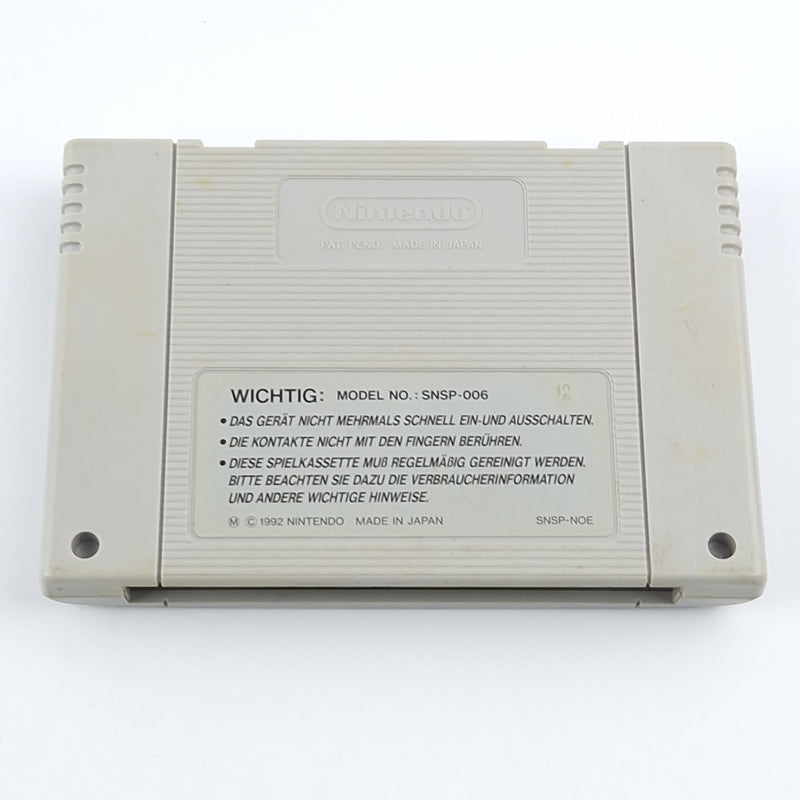 Nintendo
PAT. PEND. MADE IN JAPAN
WICHTIG: MODEL NO.: SNSP-006 12
• DAS GERÄT NICHT MEHRMALS SCHNELL EIN-UND AUSSCHALTEN.
• DIE KONTAKTE NICHT MIT DEN FINGERN BERÜHREN.
• DIESE SPIELKASSETTE MUß REGELMÄßIG GEREINIGT WERDEN.
BITTE BEACHTEN SIE DAZU DIE VERBRAUCHERINFORMATION
UND ANDERE WICHTIGE HINWEISE.
Ⓜ © 1992 NINTENDO MADE IN JAPAN SNSP-NOE